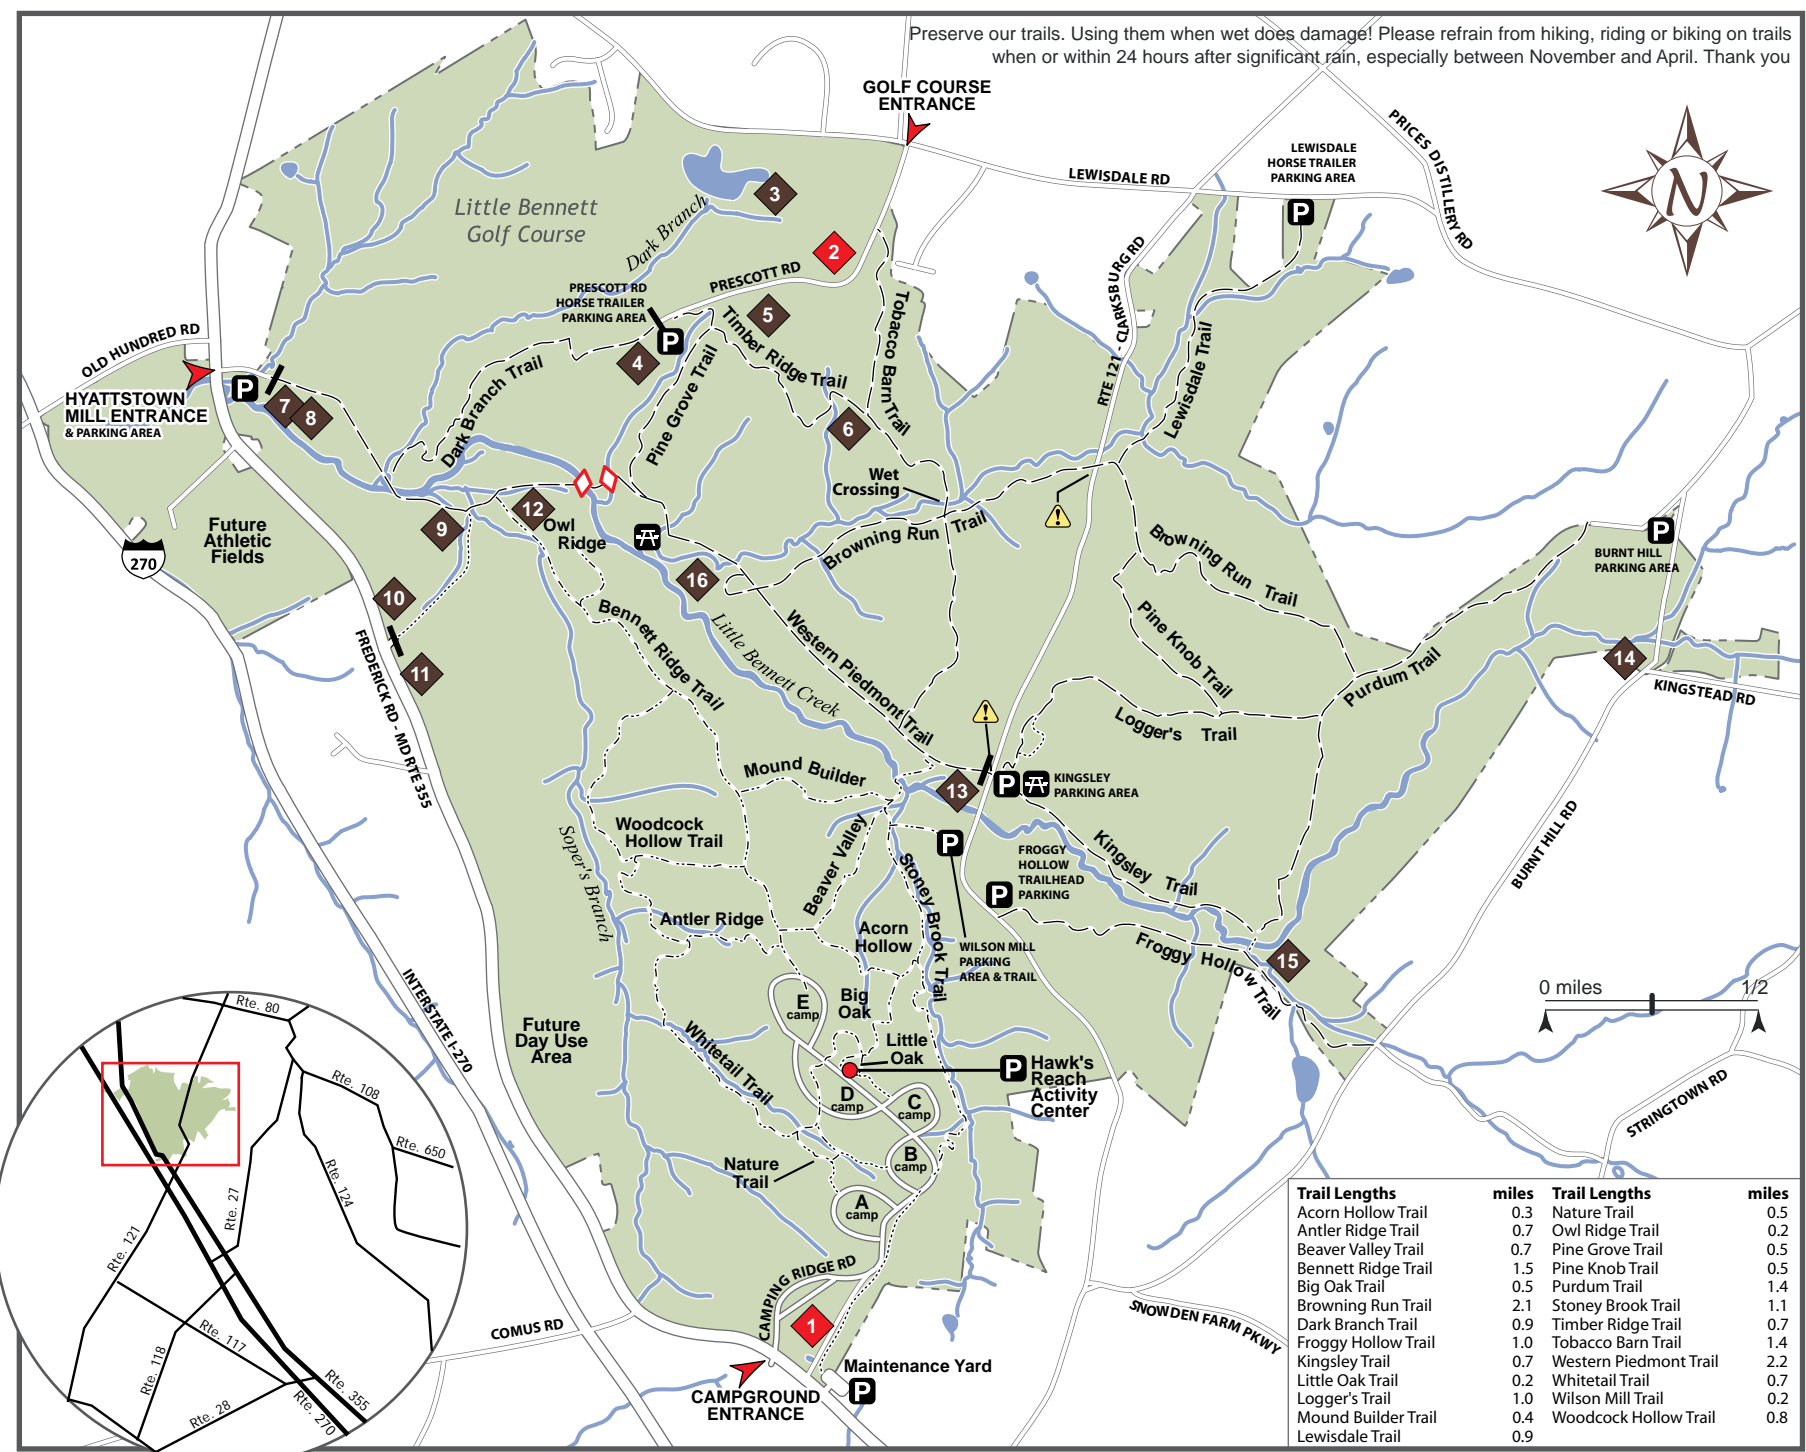 Preserve our trails. Using them when wet does damage! Please refrain from hiking, riding or biking on trails
when or within 24 hours after significant rain, especially between November and April. Thank you
GOLF COURSE
ENTRANCE
LEWISDALE RD
LEWISDALE
HORSE TRAILER
PARKING AREA
P
PRICES DISTILLERY RD
N
Little Bennett
Golf Course
Dark Branch
3
2
PRESCOTT RD
PRESCOTT RD
HORSE TRAILER
PARKING AREA
P
5
4
Timber Ridge Trail
Tobacco Barn Trail
RTE 121 - CLARKSBURG RD
Lewisdale Trail
OLD HUNDRED RD
HYATTSTOWN
MILL ENTRANCE
& PARKING AREA
P
7
8
Dark Branch Trail
Pine Grove Trail
6
Wet
Crossing
Browning Run Trail
Future
Athletic
Fields
270
9
12
Owl
Ridge
16
10
11
FREDERICK RD - MD RTE 355
Bennett Ridge Trail
Little Bennett Creek
Western Piedmont Trail
Browning Run Trail
Pine Knob Trail
Purdum Trail
Logger's Trail
P
BURNT HILL
PARKING AREA
14
KINGSTEAD RD
BURNT HILL RD
Mound Builder
13
P
KINGSLEY
PARKING AREA
Woodcock
Hollow Trail
Soper's Branch
Beaver Valley
Stoney Brook Trail
P
FROGGY
HOLLOW
TRAILHEAD
PARKING
P
Kingsley Trail
Antler Ridge
Acorn
Hollow
WILSON MILL
PARKING
AREA & TRAIL
Froggy Hollow Trail
15
0 miles
1/2
INTERSTATE I-270
Future
Day Use
Area
E
camp
Big
Oak
Little
Oak
Whitetail Trail
P
Hawk's
Reach
Activity
Center
D
camp
C
camp
B
camp
Nature
Trail
A
camp
STRINGTOWN RD
SNOWDEN FARM PKWY
CAMPING RIDGE RD
1
COMUS RD
CAMPGROUND
ENTRANCE
Maintenance Yard
P
Rte. 80
Rte. 108
Rte. 650
Rte. 124
Rte. 27
Rte. 121
Rte. 117
Rte. 118
Rte. 28
Rte. 355
Rte. 270
Trail Lengths miles
Acorn Hollow Trail 0.3
Antler Ridge Trail 0.7
Beaver Valley Trail 0.7
Bennett Ridge Trail 1.5
Big Oak Trail 0.5
Browning Run Trail 2.1
Dark Branch Trail 0.9
Froggy Hollow Trail 1.0
Kingsley Trail 0.7
Little Oak Trail 0.2
Logger's Trail 1.0
Mound Builder Trail 0.4
Lewisdale Trail 0.9
Trail Lengths miles
Nature Trail 0.5
Owl Ridge Trail 0.2
Pine Grove Trail 0.5
Pine Knob Trail 0.5
Purdum Trail 1.4
Stoney Brook Trail 1.1
Timber Ridge Trail 0.7
Tobacco Barn Trail 1.4
Western Piedmont Trail 2.2
Whitetail Trail 0.7
Wilson Mill Trail 0.2
Woodcock Hollow Trail 0.8